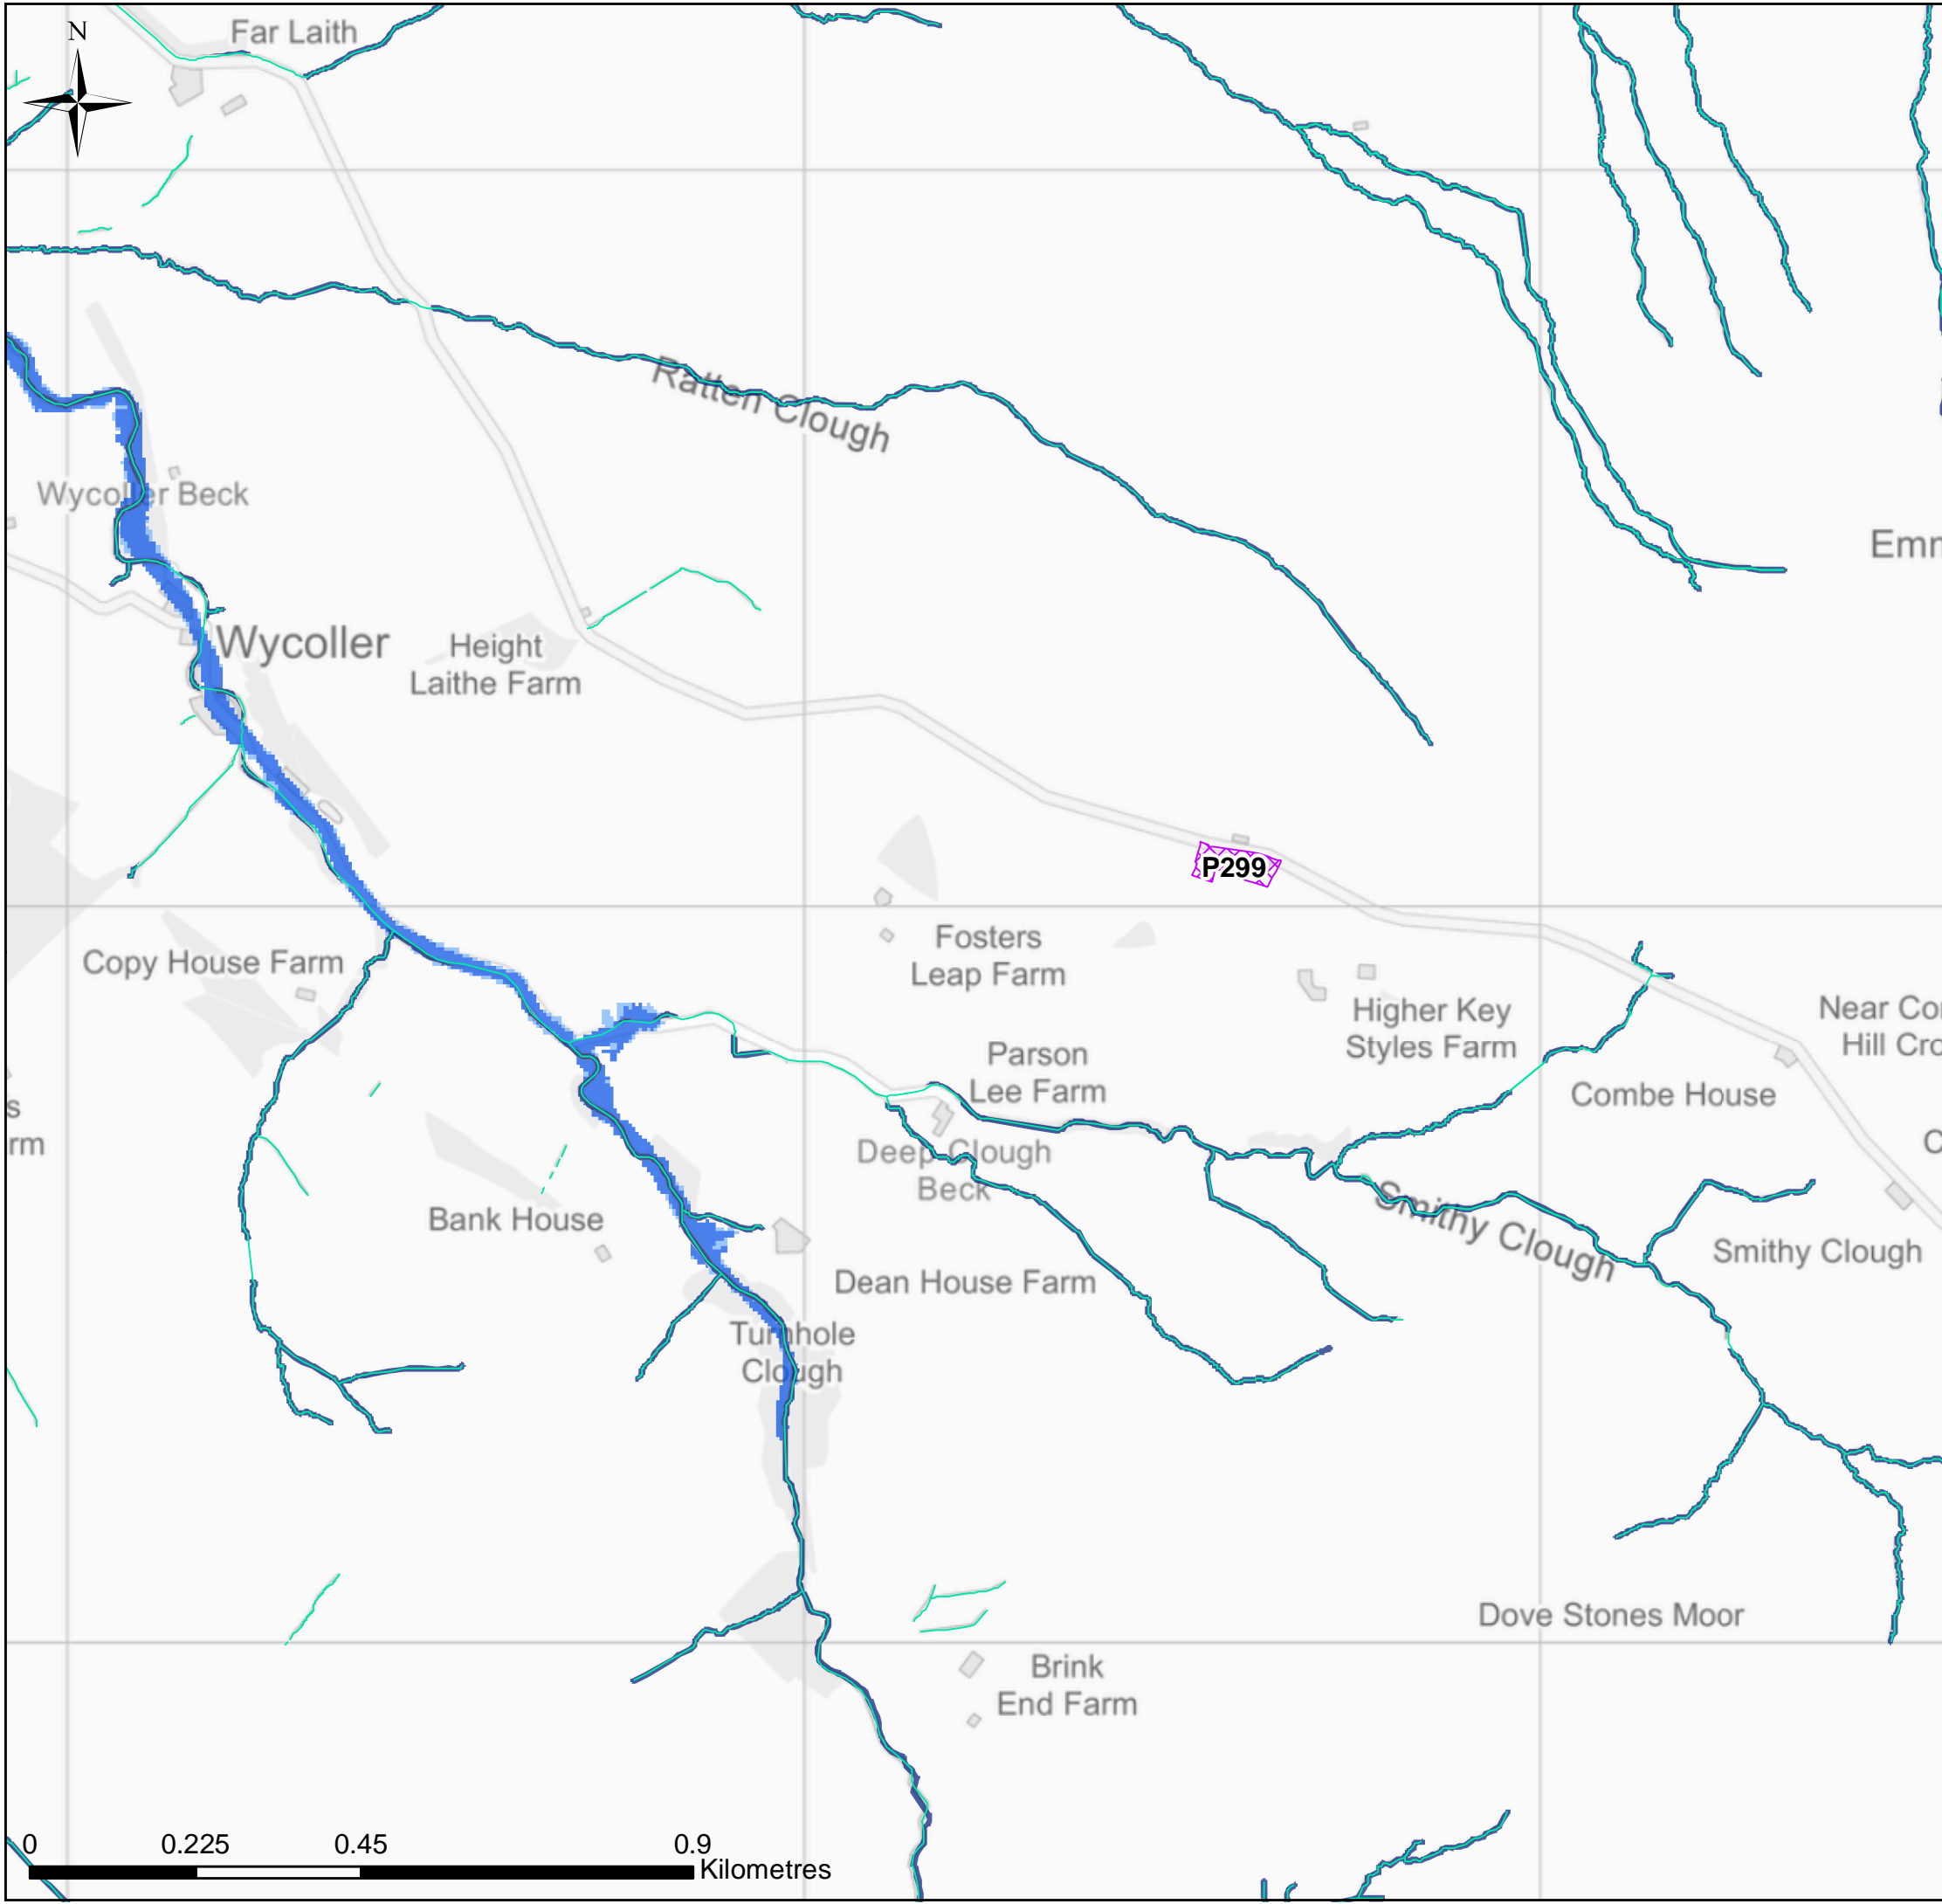 Far Laith
N
Ratten Clough
Wycoller Beck
Emm
Wycoller
Height
Laithe Farm
P299
Fosters
Leap Farm
Copy House Farm
Higher Key
Styles Farm
Near Co
Hill Cro
Parson
Lee Farm
Combe House
s
rm
C
Deep Clough
Beck
Bank House
Smithy Clough
Smithy Clough
Dean House Farm
Turnhole
Clough
Dove Stones Moor
Brink
End Farm
0 0.225 0.45 0.9
Kilometres